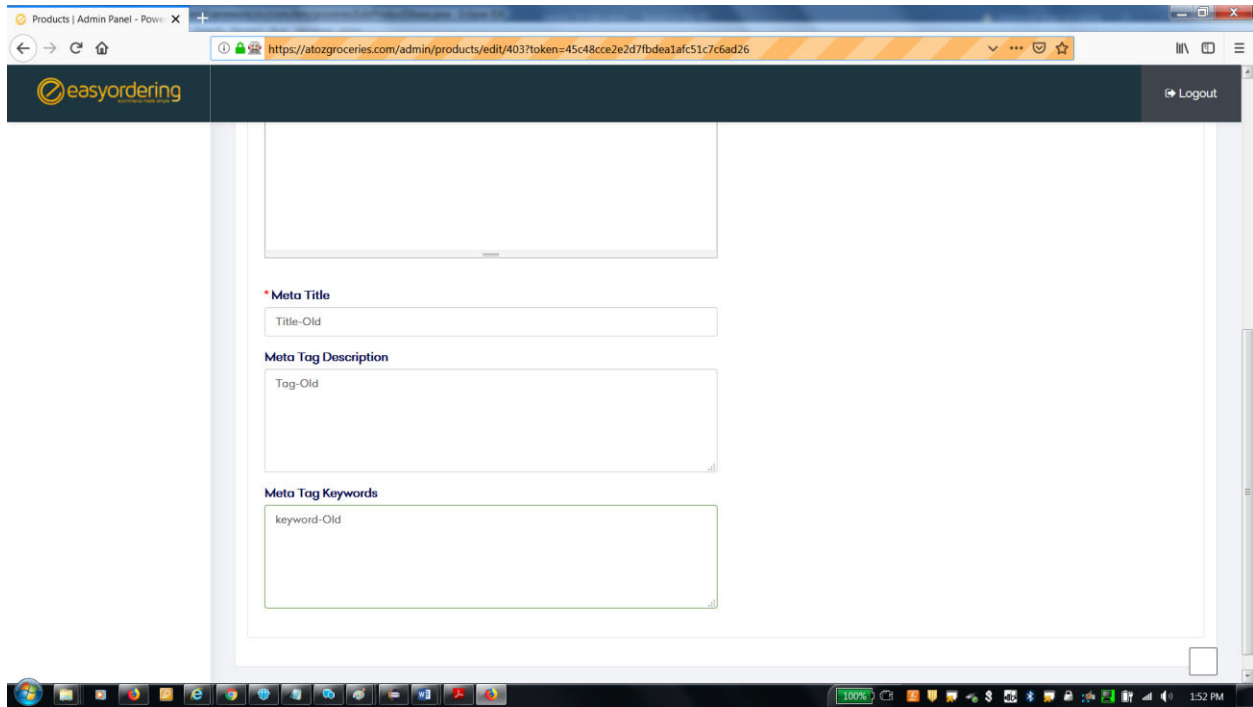 Products | Admin Panel - Powe
https://atozgroceries.com/admin/products/edit/403?token=45c48cce2e2d7fbdea1afc51c7c6ad26
easyordering
Logout
* Meta Title
Title-Old
Meta Tag Description
Tag-Old
Meta Tag Keywords
keyword-Old
100%
1:52 PM